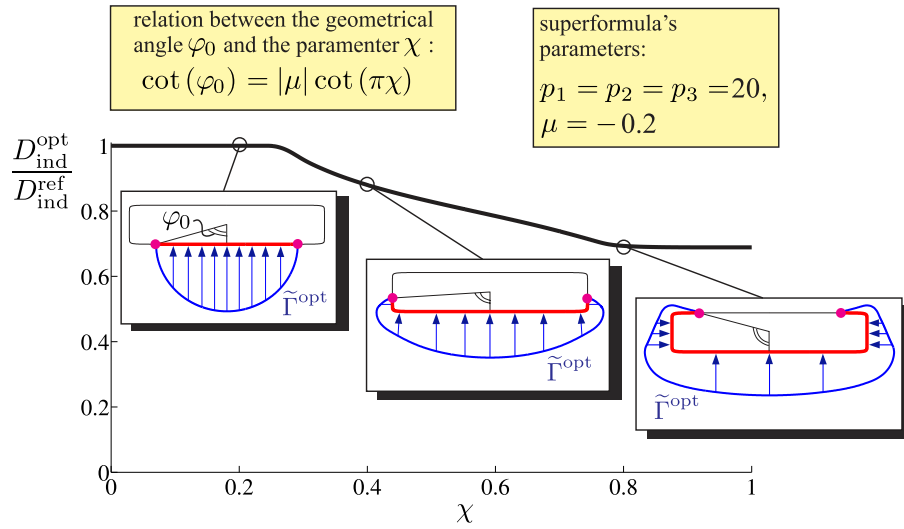 relation between the geometrical
angle φ₀ and the paramenter χ :
cot (φ₀) = |μ| cot (πχ)
superformula's
parameters:
p₁ = p₂ = p₃ =20,
μ = −0.2
D_ind^opt
D_ind^ref
1
0.8
0.6
0.4
0.2
0
φ₀
Γ̃^opt
Γ̃^opt
Γ̃^opt
0 0.2 0.4 0.6 0.8 1
χ